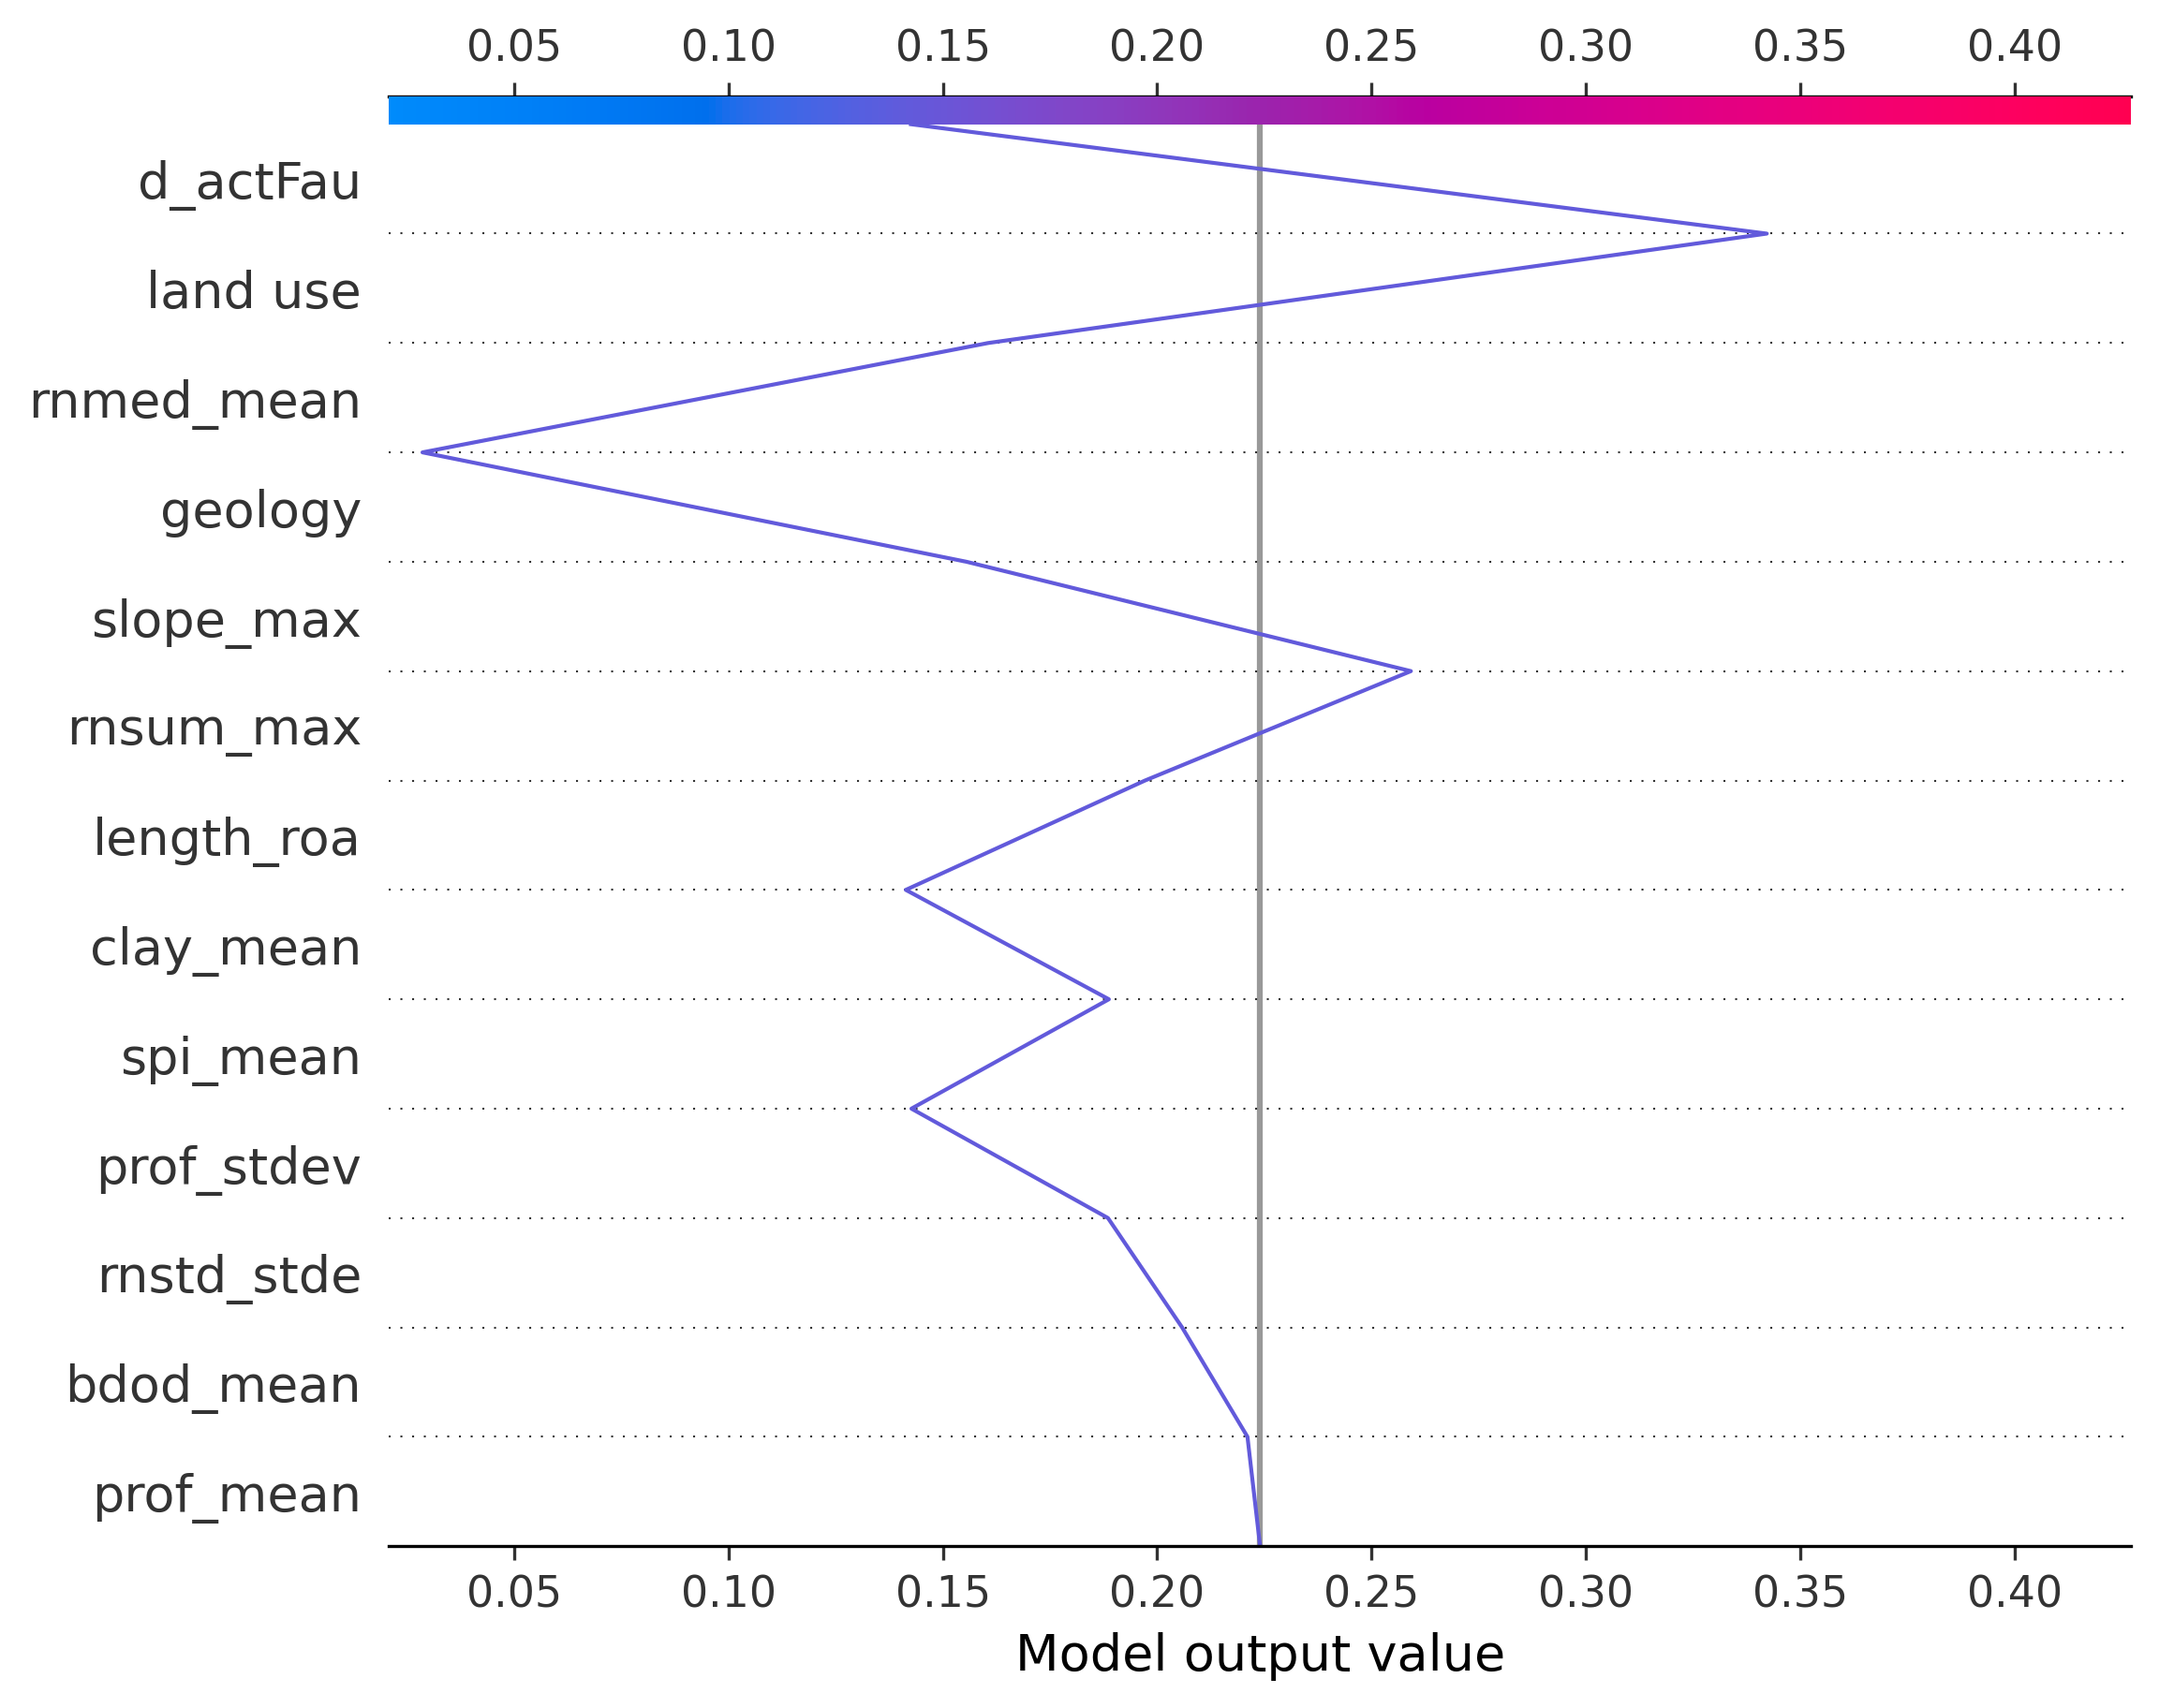 0.05 0.10 0.15 0.20 0.25 0.30 0.35 0.40
d_actFau
land use
rnmed_mean
geology
slope_max
rnsum_max
length_roa
clay_mean
spi_mean
prof_stdev
rnstd_stde
bdod_mean
prof_mean
0.05 0.10 0.15 0.20 0.25 0.30 0.35 0.40
Model output value